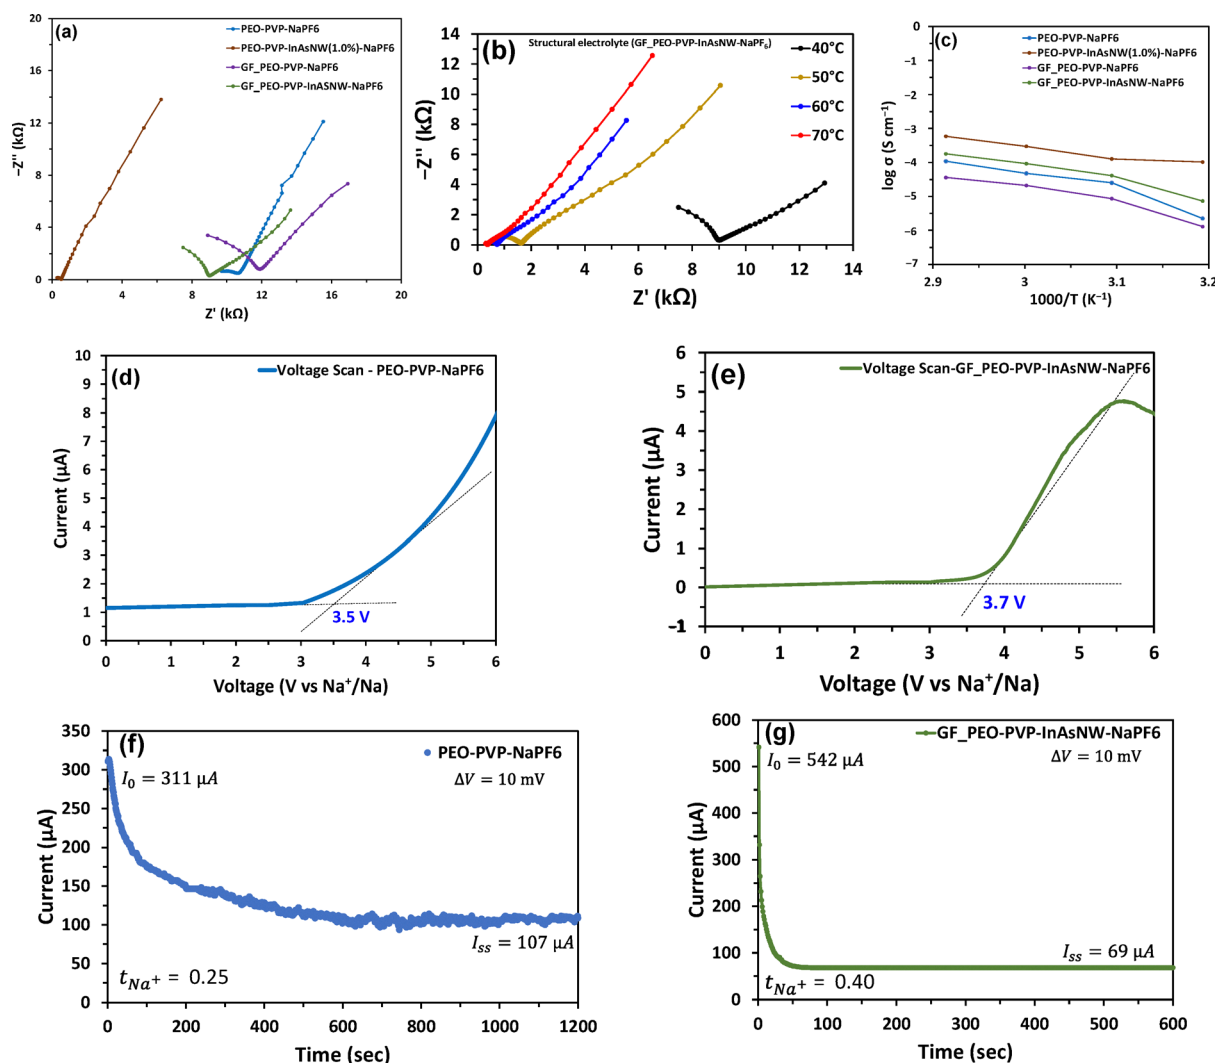 (a)
PEO-PVP-NaPF6
PEO-PVP-InAsNW(1.0%)-NaPF6
GF_PEO-PVP-NaPF6
GF_PEO-PVP-InASNW-NaPF6
−Z'' (kΩ)
20
16
12
8
4
0
0 4 8 12 16 20
Z' (kΩ)
(b)
Structural electrolyte (GF_PEO-PVP-InAsNW-NaPF₆)
40°C
50°C
60°C
70°C
−Z'' (kΩ)
14
12
10
8
6
4
2
0
0 2 4 6 8 10 12 14
Z' (kΩ)
(c)
PEO-PVP-NaPF6
PEO-PVP-InAsNW(1.0%)-NaPF6
GF_PEO-PVP-NaPF6
GF_PEO-PVP-InAsNW-NaPF6
log σ (S cm⁻¹)
0
−1
−2
−3
−4
−5
−6
−7
2.9 3 3.1 3.2
1000/T (K⁻¹)
(d)
Voltage Scan - PEO-PVP-NaPF6
Current (μA)
10
9
8
7
6
5
4
3
2
1
0
3.5 V
0 1 2 3 4 5 6
Voltage (V vs Na⁺/Na)
(e)
Voltage Scan-GF_PEO-PVP-InAsNW-NaPF6
Current (μA)
6
5
4
3
2
1
0
-1
3.7 V
0 1 2 3 4 5 6
Voltage (V vs Na⁺/Na)
(f)
PEO-PVP-NaPF6
I₀ = 311 μA
ΔV = 10 mV
Current (μA)
350
300
250
200
150
100
50
0
Iₛₛ = 107 μA
t_Na⁺ = 0.25
0 200 400 600 800 1000 1200
Time (sec)
(g)
GF_PEO-PVP-InAsNW-NaPF6
I₀ = 542 μA
ΔV = 10 mV
Current (μA)
600
500
400
300
200
100
0
Iₛₛ = 69 μA
t_Na⁺ = 0.40
0 100 200 300 400 500 600
Time (sec)